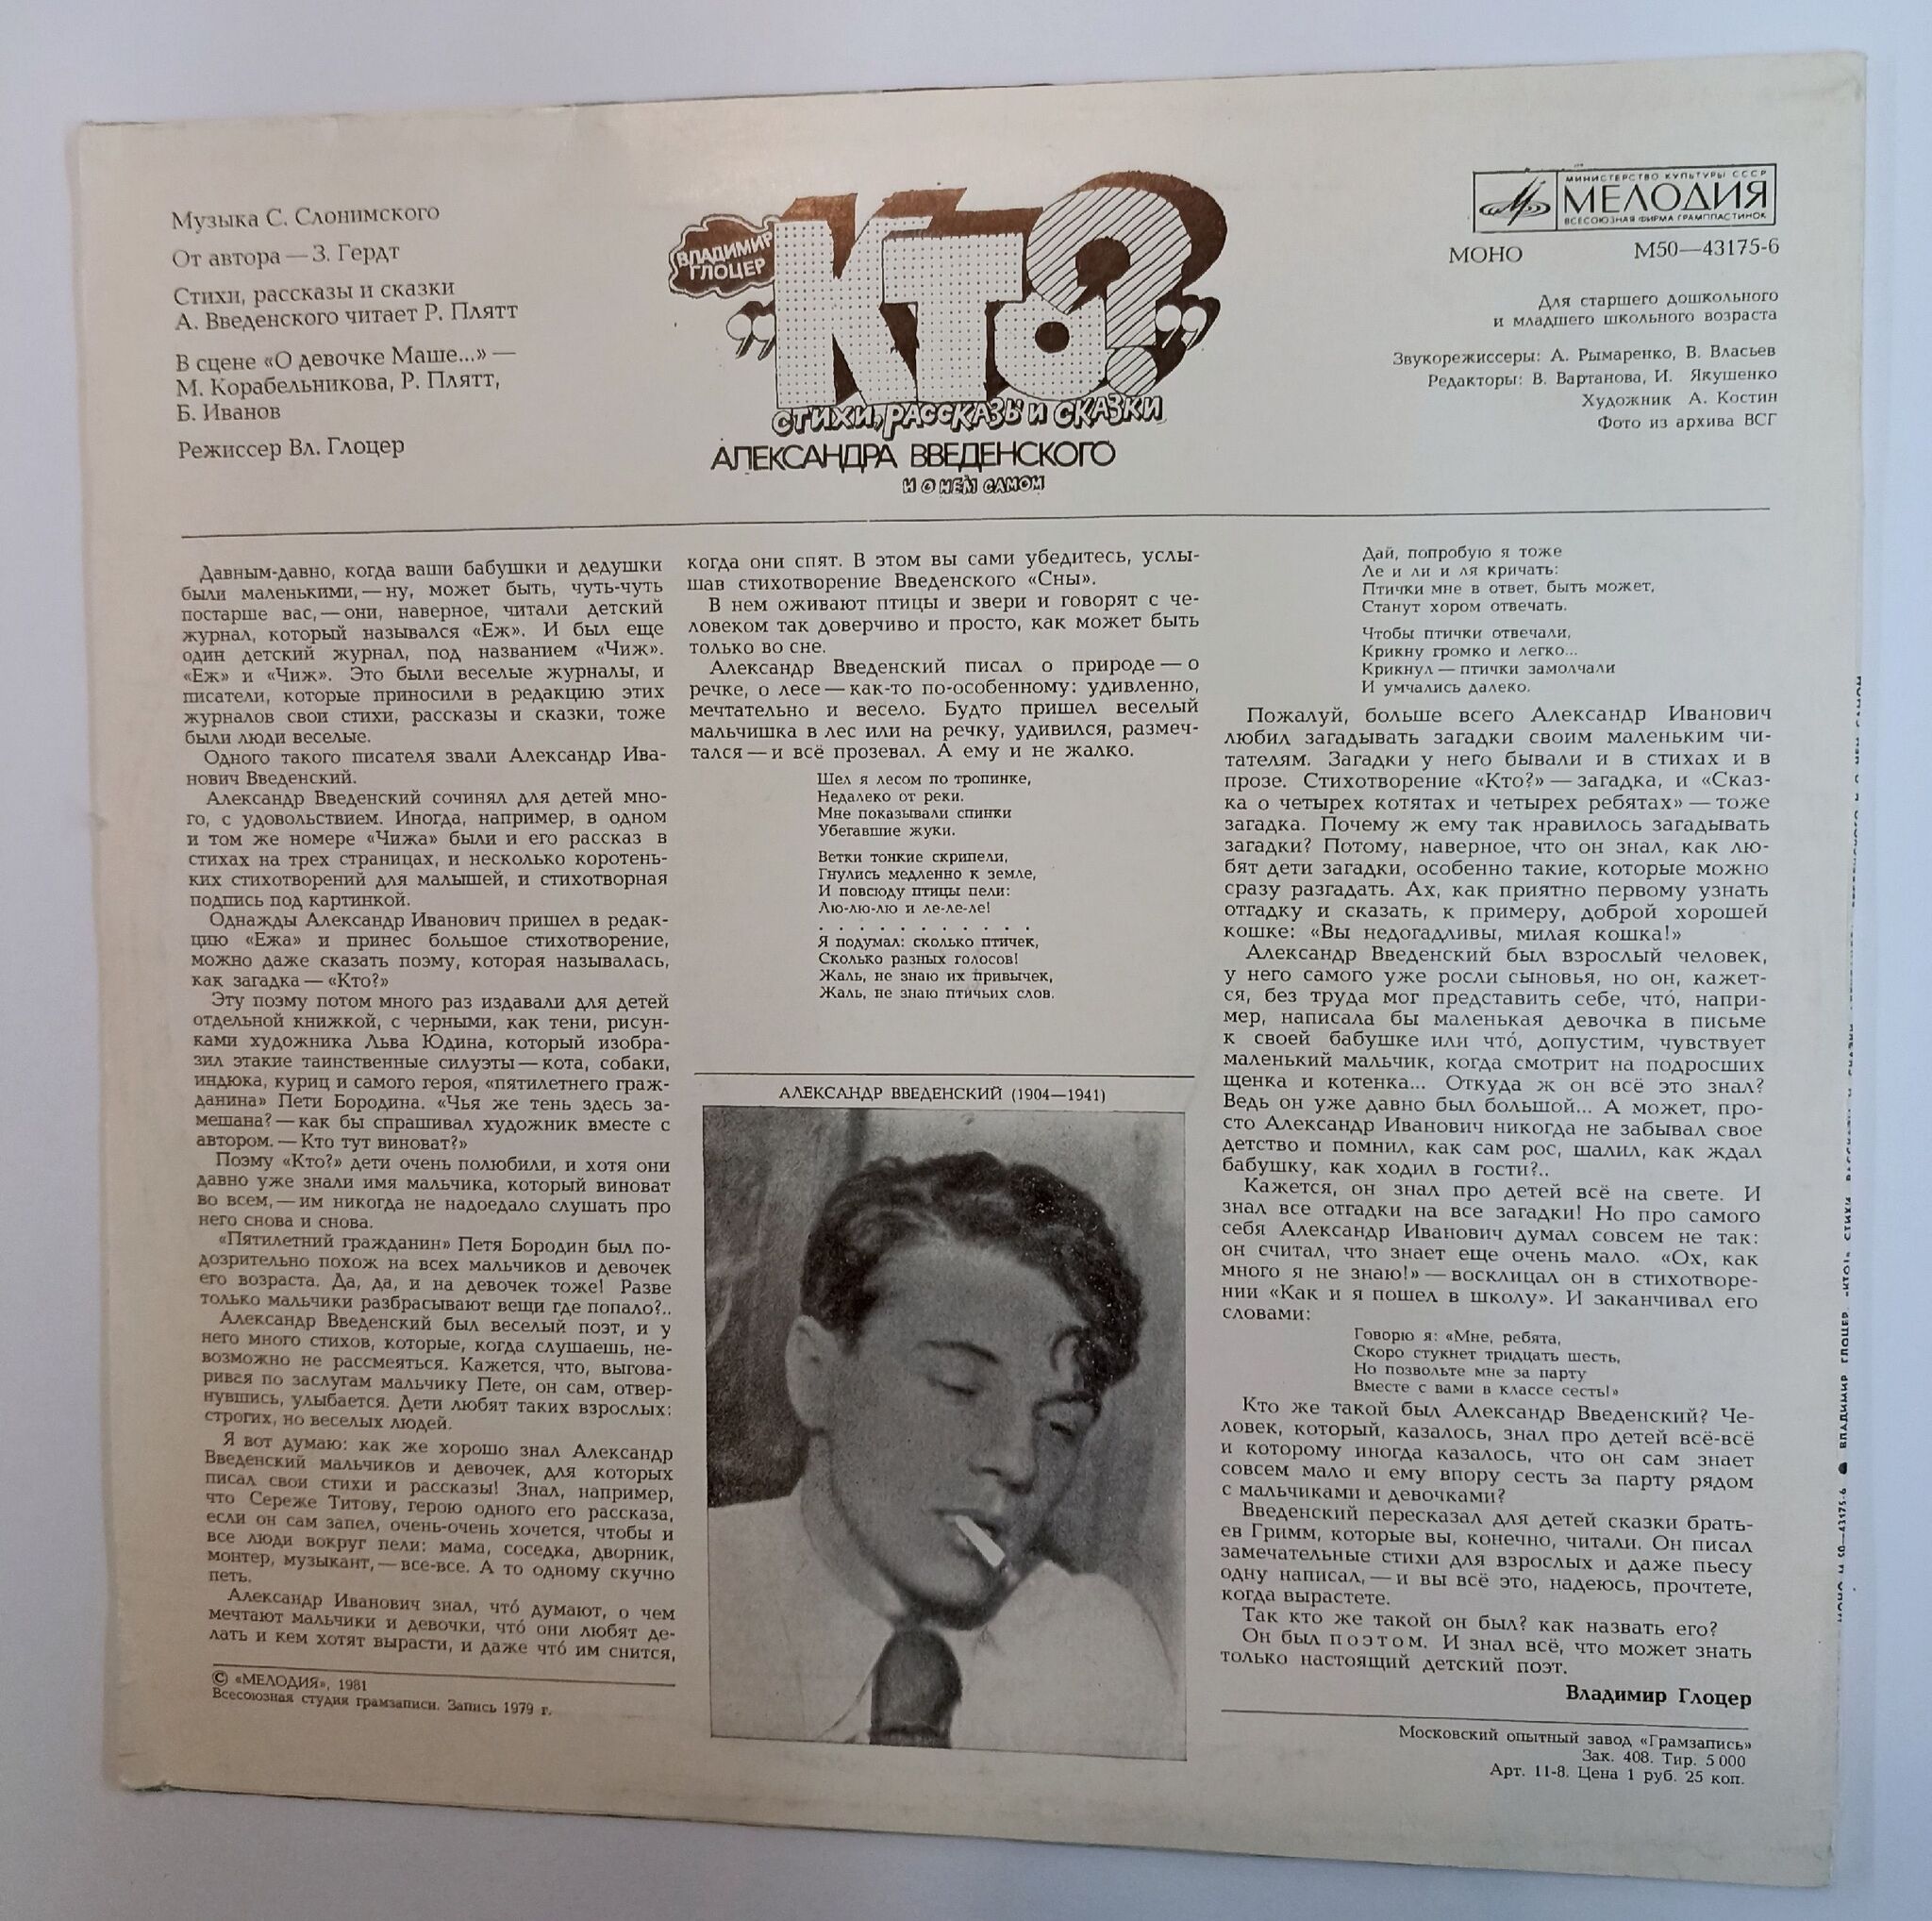 Музыка С. Слонимского
От автора — З. Гердт
Стихи, рассказы и сказки
А. Введенского читает Р. Плятт
В сцене «О девочке Маше...» —
М. Корабельникова, Р. Плятт,
Б. Иванов
Режиссер Вл. Глоцер
ВЛАДИМИР
ГЛОЦЕР
„КТО?”
СТИХИ, РАССКАЗЫ И СКАЗКИ
АЛЕКСАНДРА ВВЕДЕНСКОГО
И О НЕМ САМОМ
МИНИСТЕРСТВО КУЛЬТУРЫ СССР
МЕЛОДИЯ
ВСЕСОЮЗНАЯ ФИРМА ГРАМПЛАСТИНОК
МОНО М50—43175-6
Для старшего дошкольного
и младшего школьного возраста
Звукорежиссеры: А. Рымаренко, В. Власьев
Редакторы: В. Вартанова, И. Якушенко
Художник А. Костин
Фото из архива ВСГ
Давным-давно, когда ваши бабушки и дедушки
были маленькими, — ну, может быть, чуть-чуть
постарше вас, — они, наверное, читали детский
журнал, который назывался «Еж». И был еще
один детский журнал, под названием «Чиж».
«Еж» и «Чиж». Это были веселые журналы, и
писатели, которые приносили в редакцию этих
журналов свои стихи, рассказы и сказки, тоже
были люди веселые.
Одного такого писателя звали Александр Ива-
нович Введенский.
Александр Введенский сочинял для детей мно-
го, с удовольствием. Иногда, например, в одном
и том же номере «Чижа» были и его рассказ в
стихах на трех страницах, и несколько коротень-
ких стихотворений для малышей, и стихотворная
подпись под картинкой.
Однажды Александр Иванович пришел в редак-
цию «Ежа» и принес большое стихотворение,
можно даже сказать поэму, которая называлась,
как загадка — «Кто?»
Эту поэму потом много раз издавали для детей
отдельной книжкой, с черными, как тени, рисун-
ками художника Льва Юдина, который изобра-
зил этакие таинственные силуэты — кота, собаки,
индюка, куриц и самого героя, «пятилетнего граж-
данина» Пети Бородина. «Чья же тень здесь за-
мешана? — как бы спрашивал художник вместе с
автором. — Кто тут виноват?»
Поэму «Кто?» дети очень полюбили, и хотя они
давно уже знали имя мальчика, который виноват
во всем, — им никогда не надоедало слушать про
него снова и снова.
«Пятилетний гражданин» Петя Бородин был по-
дозрительно похож на всех мальчиков и девочек
его возраста. Да, да, и на девочек тоже! Разве
только мальчики разбрасывают вещи где попало?..
Александр Введенский был веселый поэт, и у
него много стихов, которые, когда слушаешь, не-
возможно не рассмеяться. Кажется, что, выгова-
ривая по заслугам мальчику Пете, он сам, отвер-
нувшись, улыбается. Дети любят таких взрослых:
строгих, но веселых людей.
Я вот думаю: как же хорошо знал Александр
Введенский мальчиков и девочек, для которых
писал свои стихи и рассказы! Знал, например,
что Сереже Титову, герою одного его рассказа,
если он сам запел, очень-очень хочется, чтобы и
все люди вокруг пели: мама, соседка, дворник,
монтер, музыкант, — все-все. А то одному скучно
петь.
Александр Иванович знал, чтó думают, о чем
мечтают мальчики и девочки, чтó они любят де-
лать и кем хотят вырасти, и даже чтó им снится,
© «МЕЛОДИЯ», 1981
Всесоюзная студия грамзаписи. Запись 1979 г.
когда они спят. В этом вы сами убедитесь, услы-
шав стихотворение Введенского «Сны».
В нем оживают птицы и звери и говорят с че-
ловеком так доверчиво и просто, как может быть
только во сне.
Александр Введенский писал о природе — о
речке, о лесе — как-то по-особенному: удивленно,
мечтательно и весело. Будто пришел веселый
мальчишка в лес или на речку, удивился, размеч-
тался — и всё прозевал. А ему и не жалко.
Шел я лесом по тропинке,
Недалеко от реки.
Мне показывали спинки
Убегавшие жуки.
Ветки тонкие скрипели,
Гнулись медленно к земле,
И повсюду птицы пели:
Лю-лю-лю и ле-ле-ле!
. . . . . . . . . . .
Я подумал: сколько птичек,
Сколько разных голосов!
Жаль, не знаю их привычек,
Жаль, не знаю птичьих слов.
АЛЕКСАНДР ВВЕДЕНСКИЙ (1904—1941)
Дай, попробую я тоже
Ле и ли и ля кричать:
Птички мне в ответ, быть может,
Станут хором отвечать.
Чтобы птички отвечали,
Крикну громко и легко...
Крикнул — птички замолчали
И умчались далеко.
Пожалуй, больше всего Александр Иванович
любил загадывать загадки своим маленьким чи-
тателям. Загадки у него бывали и в стихах и в
прозе. Стихотворение «Кто?» — загадка, и «Сказ-
ка о четырех котятах и четырех ребятах» — тоже
загадка. Почему ж ему так нравилось загадывать
загадки? Потому, наверное, что он знал, как лю-
бят дети загадки, особенно такие, которые можно
сразу разгадать. Ах, как приятно первому узнать
отгадку и сказать, к примеру, доброй хорошей
кошке: «Вы недогадливы, милая кошка!»
Александр Введенский был взрослый человек,
у него самого уже росли сыновья, но он, кажет-
ся, без труда мог представить себе, чтó, напри-
мер, написала бы маленькая девочка в письме
к своей бабушке или чтó, допустим, чувствует
маленький мальчик, когда смотрит на подросших
щенка и котенка... Откуда ж он всё это знал?
Ведь он уже давно был большой... А может, про-
сто Александр Иванович никогда не забывал свое
детство и помнил, как сам рос, шалил, как ждал
бабушку, как ходил в гости?..
Кажется, он знал про детей всё на свете. И
знал все отгадки на все загадки! Но про самого
себя Александр Иванович думал совсем не так:
он считал, что знает еще очень мало. «Ох, как
много я не знаю!» — восклицал он в стихотворе-
нии «Как и я пошел в школу». И заканчивал его
словами:
Говорю я: «Мне, ребята,
Скоро стукнет тридцать шесть,
Но позвольте мне за парту
Вместе с вами в классе сесть!»
Кто же такой был Александр Введенский? Че-
ловек, который, казалось, знал про детей всё-всё
и которому иногда казалось, что он сам знает
совсем мало и ему впору сесть за парту рядом
с мальчиками и девочками?
Введенский пересказал для детей сказки брать-
ев Гримм, которые вы, конечно, читали. Он писал
замечательные стихи для взрослых и даже пьесу
одну написал, — и вы всё это, надеюсь, прочтете,
когда вырастете.
Так кто же такой он был? как назвать его?
Он был поэтом. И знал всё, что может знать
только настоящий детский поэт.
Владимир Глоцер
Московский опытный завод «Грамзапись»
Зак. 408. Тир. 5 000
Арт. 11-8. Цена 1 руб. 25 коп.
МОНО М 50—43175-6 ● ВЛАДИМИР ГЛОЦЕР. «КТО!» СТИХИ,